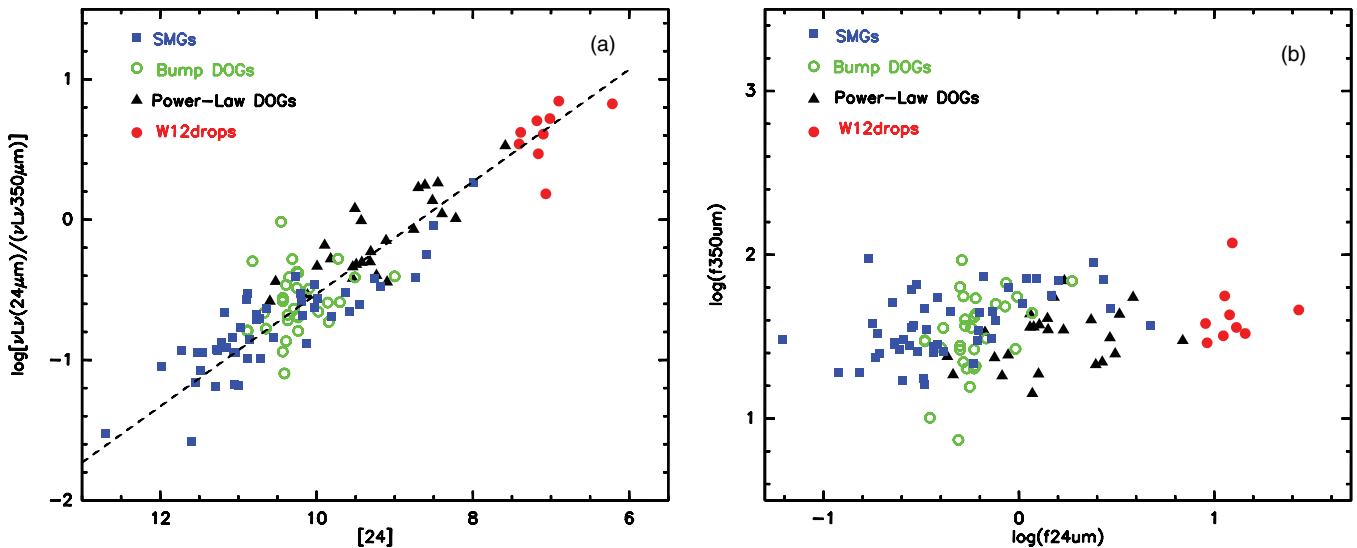 (a)
SMGs
Bump DOGs
Power-Law DOGs
W12drops
log[νLν(24μm)/(νLν350μm)]
1
0
-1
-2
12
10
8
6
[24]
(b)
SMGs
Bump DOGs
Power-Law DOGs
W12drops
log(f350um)
3
2
1
-1
0
1
log(f24um)